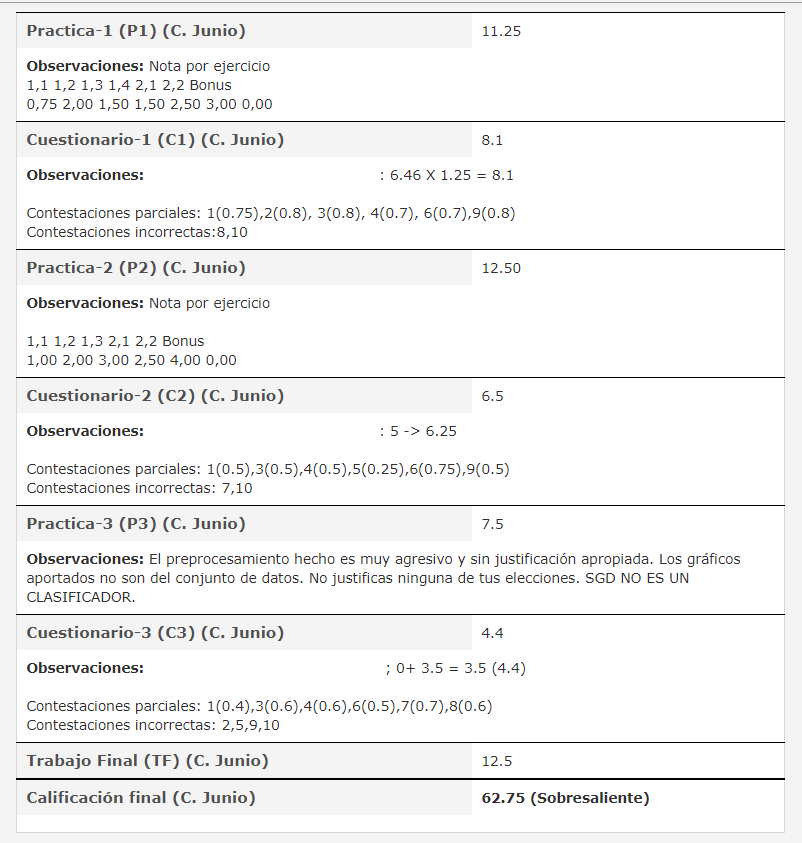 Practica-1 (P1) (C. Junio) 11.25
Observaciones: Nota por ejercicio
1,1 1,2 1,3 1,4 2,1 2,2 Bonus
0,75 2,00 1,50 1,50 2,50 3,00 0,00
Cuestionario-1 (C1) (C. Junio) 8.1
Observaciones: : 6.46 X 1.25 = 8.1
Contestaciones parciales: 1(0.75),2(0.8), 3(0.8), 4(0.7), 6(0.7),9(0.8)
Contestaciones incorrectas:8,10
Practica-2 (P2) (C. Junio) 12.50
Observaciones: Nota por ejercicio
1,1 1,2 1,3 2,1 2,2 Bonus
1,00 2,00 3,00 2,50 4,00 0,00
Cuestionario-2 (C2) (C. Junio) 6.5
Observaciones: : 5 -> 6.25
Contestaciones parciales: 1(0.5),3(0.5),4(0.5),5(0.25),6(0.75),9(0.5)
Contestaciones incorrectas: 7,10
Practica-3 (P3) (C. Junio) 7.5
Observaciones: El preprocesamiento hecho es muy agresivo y sin justificación apropiada. Los gráficos
aportados no son del conjunto de datos. No justificas ninguna de tus elecciones. SGD NO ES UN
CLASIFICADOR.
Cuestionario-3 (C3) (C. Junio) 4.4
Observaciones: ; 0+ 3.5 = 3.5 (4.4)
Contestaciones parciales: 1(0.4),3(0.6),4(0.6),6(0.5),7(0.7),8(0.6)
Contestaciones incorrectas: 2,5,9,10
Trabajo Final (TF) (C. Junio) 12.5
Calificación final (C. Junio) 62.75 (Sobresaliente)